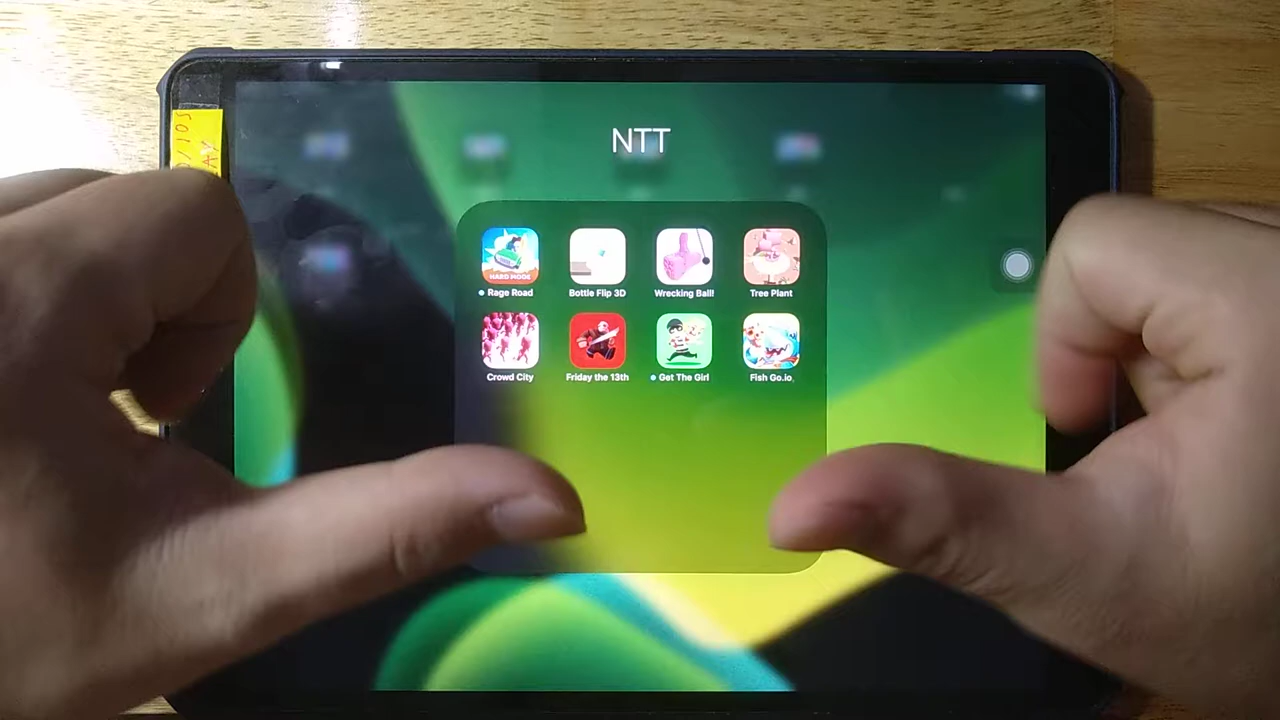 NTT
HARD MODE
Rage Road
Bottle Flip 3D
Wrecking Ball!
Tree Plant
Crowd City
Friday the 13th
Get The Girl
Fish Go.io